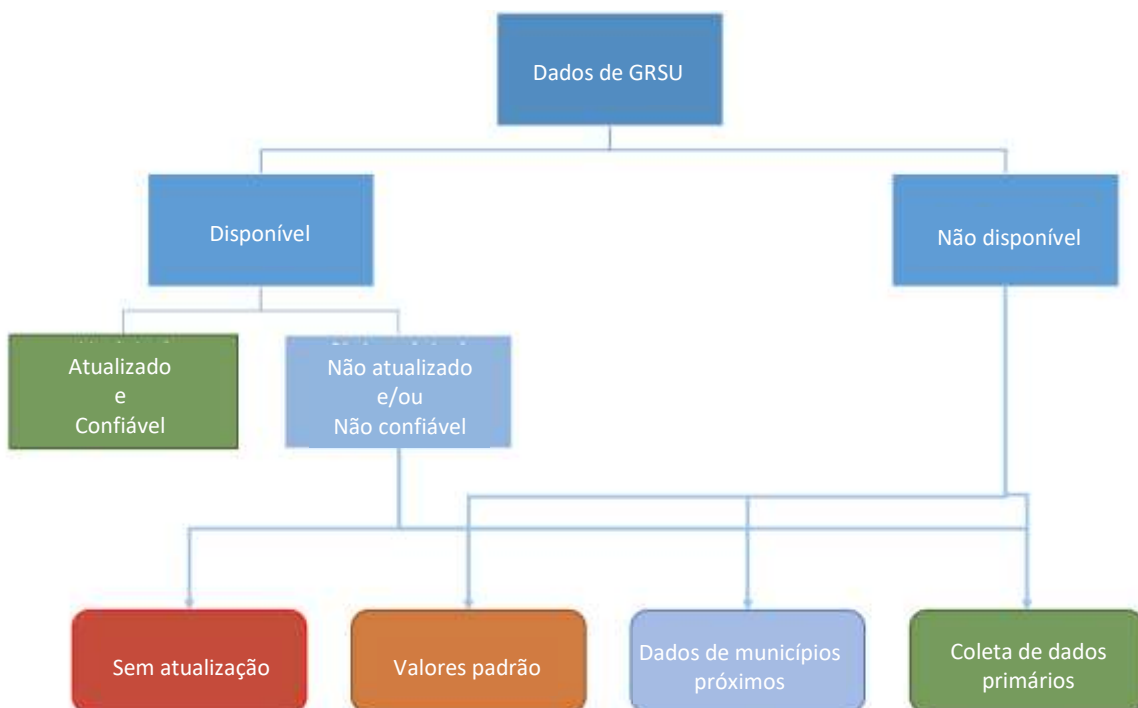 Dados de GRSU
Disponível
Não disponível
Atualizado
e
Confiável
Não atualizado
e/ou
Não confiável
Sem atualização
Valores padrão
Dados de municípios
próximos
Coleta de dados
primários